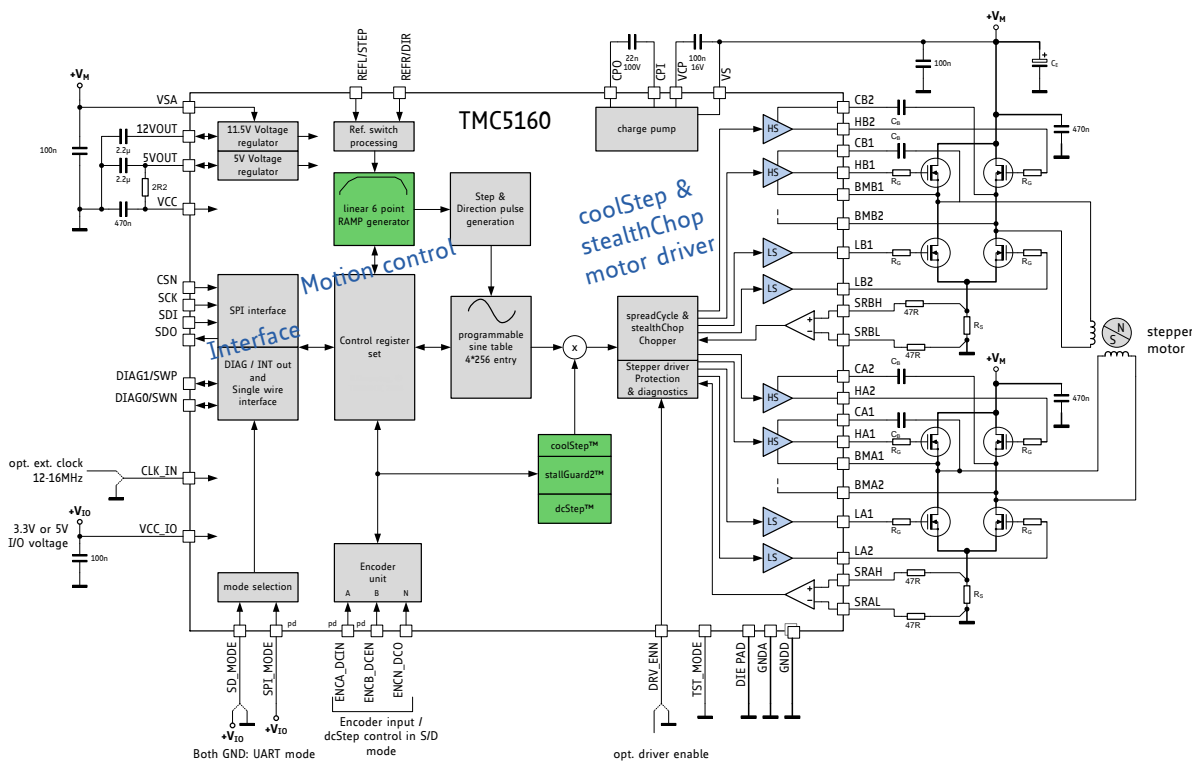 +VM
REFL/STEP
REFR/DIR
CPO
22n
100V
CPI
VCP
100n
16V
VS
+VM
100n
+
CE
TMC5160
VSA
12VOUT
2.2µ
100n
5VOUT
2.2µ
2R2
VCC
470n
11.5V Voltage
regulator
5V Voltage
regulator
Ref. switch
processing
charge pump
linear 6 point
RAMP generator
Step &
Direction pulse
generation
coolStep &
stealthChop
motor driver
Motion control
Interface
CSN
SCK
SDI
SDO
DIAG1/SWP
DIAG0/SWN
SPI interface
DIAG / INT out
and
Single wire
interface
Control register
set
programmable
sine table
4*256 entry
x
spreadCycle &
stealthChop
Chopper
Stepper driver
Protection
& diagnostics
coolStep™
stallGuard2™
dcStep™
opt. ext. clock
12-16MHz
CLK_IN
+VIO
3.3V or 5V
I/O voltage
VCC_IO
100n
mode selection
Encoder
unit
A
B
N
pd
pd
pd
SD_MODE
SPI_MODE
ENCA_DCIN
ENCB_DCEN
ENCN_DCO
DRV_ENN
TST_MODE
DIE PAD
GNDA
GNDD
+VIO
+VIO
Both GND: UART mode
Encoder input /
dcStep control in S/D
mode
opt. driver enable
HS
HS
LS
LS
+
-
CB2
CB
HB2
CB1
CB
HB1
RG
RG
BMB1
BMB2
LB1
RG
RG
LB2
SRBH
47R
SRBL
47R
RS
470n
N
S
stepper
motor
+VM
HS
HS
LS
LS
+
-
CA2
CB
HA2
CA1
CB
HA1
RG
RG
BMA1
BMA2
LA1
RG
RG
LA2
SRAH
47R
SRAL
47R
RS
470n